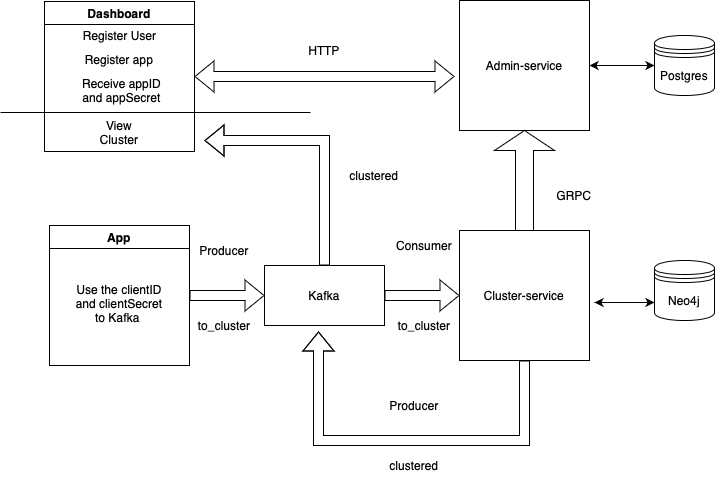 Dashboard
Register User
Register app
Receive appID
and appSecret
View
Cluster
HTTP
Admin-service
Postgres
clustered
GRPC
App
Use the clientID
and clientSecret
to Kafka
Producer
to_cluster
Kafka
Consumer
to_cluster
Cluster-service
Neo4j
Producer
clustered